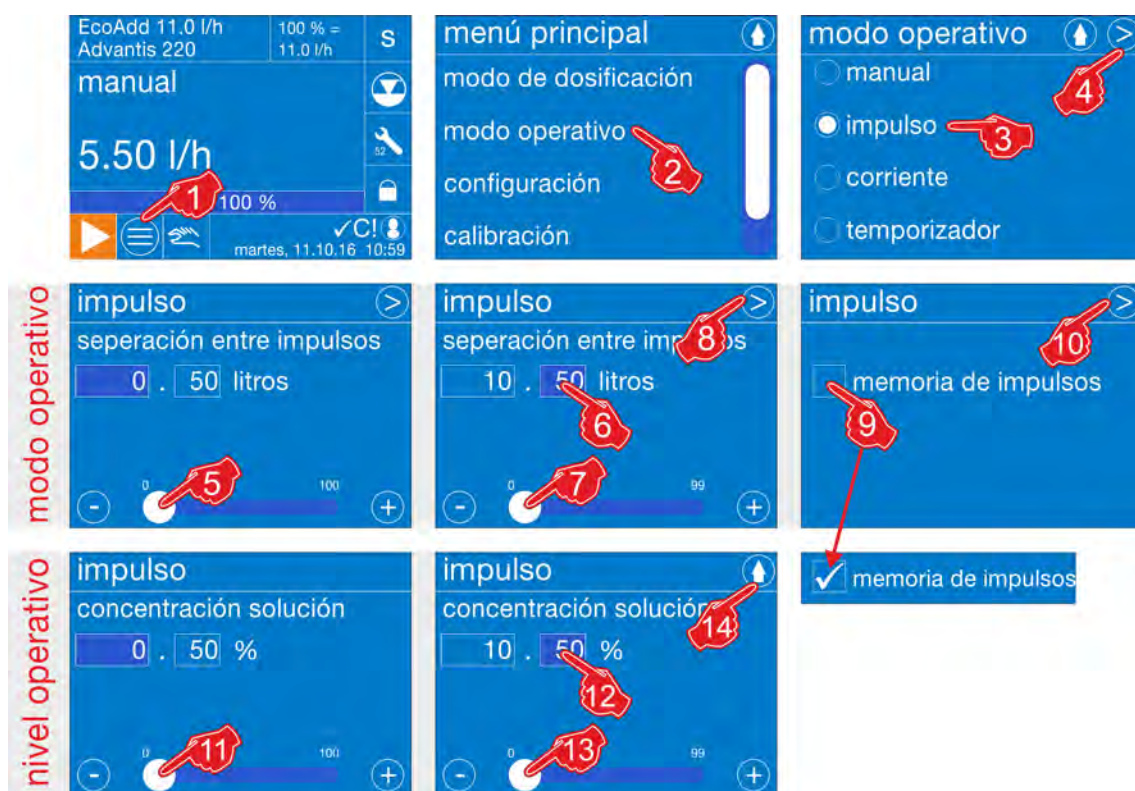 EcoAdd 11.0 l/h
Advantis 220
100 % =
11.0 l/h
S
manual
5.50 l/h
52
1
100 %
✓C!
martes, 11.10.16 10:59
menú principal
modo de dosificación
modo operativo
2
configuración
calibración
modo operativo
>
4
manual
impulso
3
corriente
temporizador
modo operativo
impulso
>
seperación entre impulsos
0 . 50 litros
5
0 100
- +
impulso
>
8
seperación entre
10 . 50 litros
6
7
0 99
- +
impulso
>
10
memoria de impulsos
9
✓ memoria de impulsos
nivel operativo
impulso
concentración solución
0 . 50 %
11
0 100
- +
impulso
14
concentración solución
10 . 50 %
12
13
0 99
- +